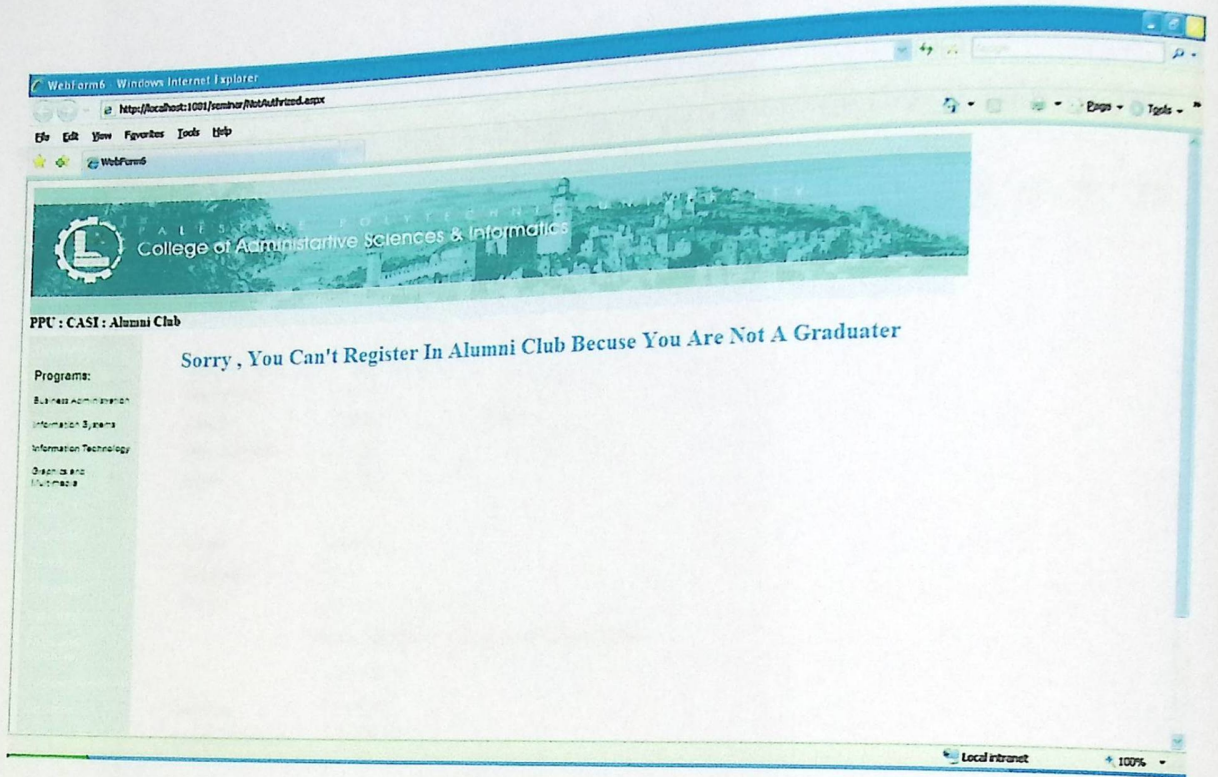 WebForm6 Windows Internet Explorer
http://localhost:1081/seminar/NotAuthrized.aspx
File Edit View Favorites Tools Help
Page Tools
WebForm6
PALESTINE POLYTECHNIC UNIVERSITY
College of Administartive Sciences & Informatics
PPU : CASI : Alumni Club
Sorry , You Can't Register In Alumni Club Becuse You Are Not A Graduater
Programs:
Business Administration
Information Systems
Information Technology
Graphics and
Multimedia
Local intranet
100%